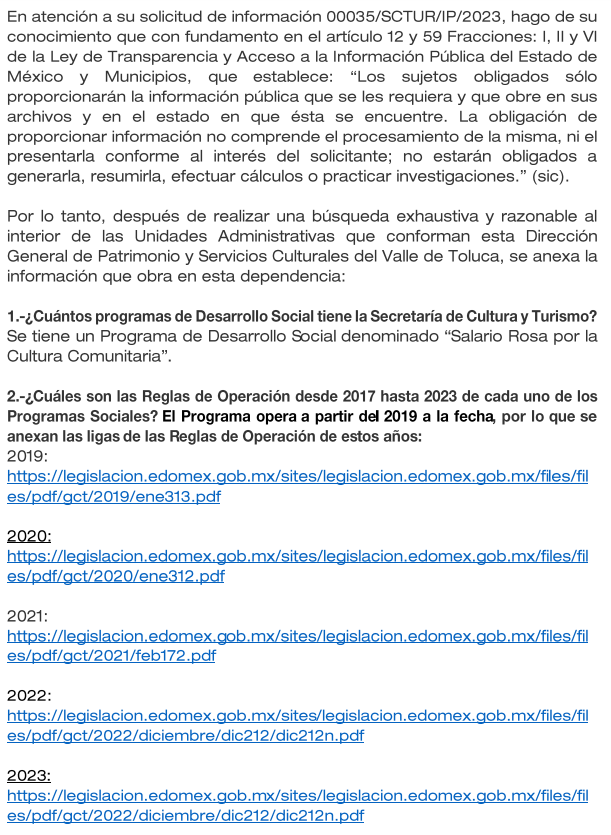 En atención a su solicitud de información 00035/SCTUR/IP/2023, hago de su
conocimiento que con fundamento en el artículo 12 y 59 Fracciones: I, II y VI
de la Ley de Transparencia y Acceso a la Información Pública del Estado de
México y Municipios, que establece: “Los sujetos obligados sólo
proporcionarán la información pública que se les requiera y que obre en sus
archivos y en el estado en que ésta se encuentre. La obligación de
proporcionar información no comprende el procesamiento de la misma, ni el
presentarla conforme al interés del solicitante; no estarán obligados a
generarla, resumirla, efectuar cálculos o practicar investigaciones.” (sic).
Por lo tanto, después de realizar una búsqueda exhaustiva y razonable al
interior de las Unidades Administrativas que conforman esta Dirección
General de Patrimonio y Servicios Culturales del Valle de Toluca, se anexa la
información que obra en esta dependencia:
1.-¿Cuántos programas de Desarrollo Social tiene la Secretaría de Cultura y Turismo?
Se tiene un Programa de Desarrollo Social denominado “Salario Rosa por la
Cultura Comunitaria”.
2.-¿Cuáles son las Reglas de Operación desde 2017 hasta 2023 de cada uno de los
Programas Sociales? El Programa opera a partir del 2019 a la fecha, por lo que se
anexan las ligas de las Reglas de Operación de estos años:
2019:
https://legislacion.edomex.gob.mx/sites/legislacion.edomex.gob.mx/files/fil
es/pdf/gct/2019/ene313.pdf
2020:
https://legislacion.edomex.gob.mx/sites/legislacion.edomex.gob.mx/files/fil
es/pdf/gct/2020/ene312.pdf
2021:
https://legislacion.edomex.gob.mx/sites/legislacion.edomex.gob.mx/files/fil
es/pdf/gct/2021/feb172.pdf
2022:
https://legislacion.edomex.gob.mx/sites/legislacion.edomex.gob.mx/files/fil
es/pdf/gct/2022/diciembre/dic212/dic212n.pdf
2023:
https://legislacion.edomex.gob.mx/sites/legislacion.edomex.gob.mx/files/fil
es/pdf/gct/2022/diciembre/dic212/dic212n.pdf